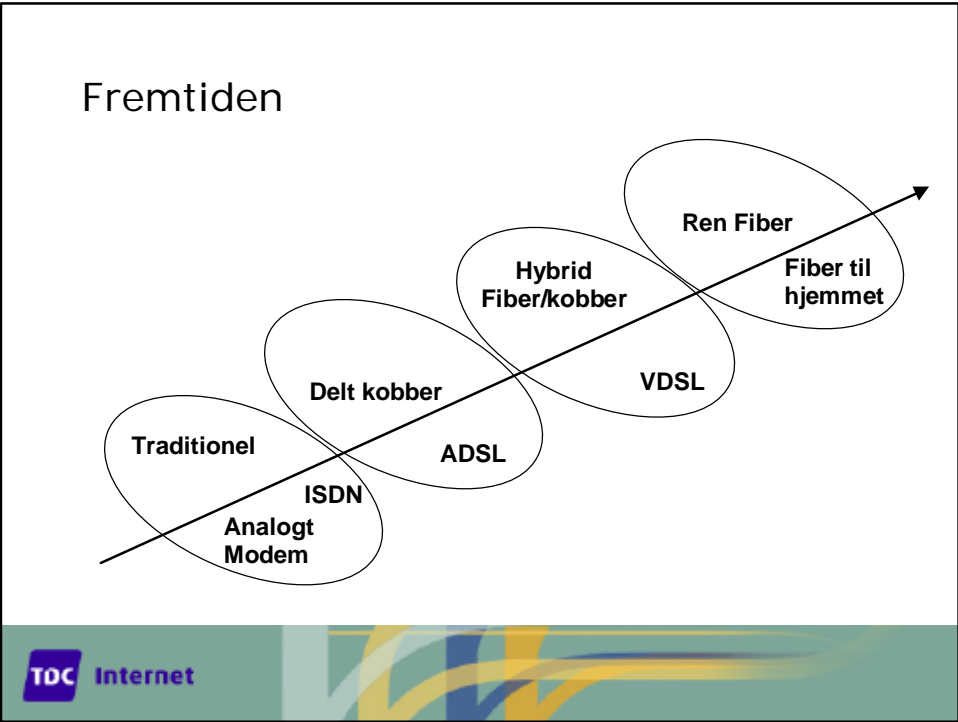 Fremtiden
Ren Fiber
Fiber til
hjemmet
Hybrid
Fiber/kobber
VDSL
Delt kobber
ADSL
Traditionel
ISDN
Analogt
Modem
TDC Internet